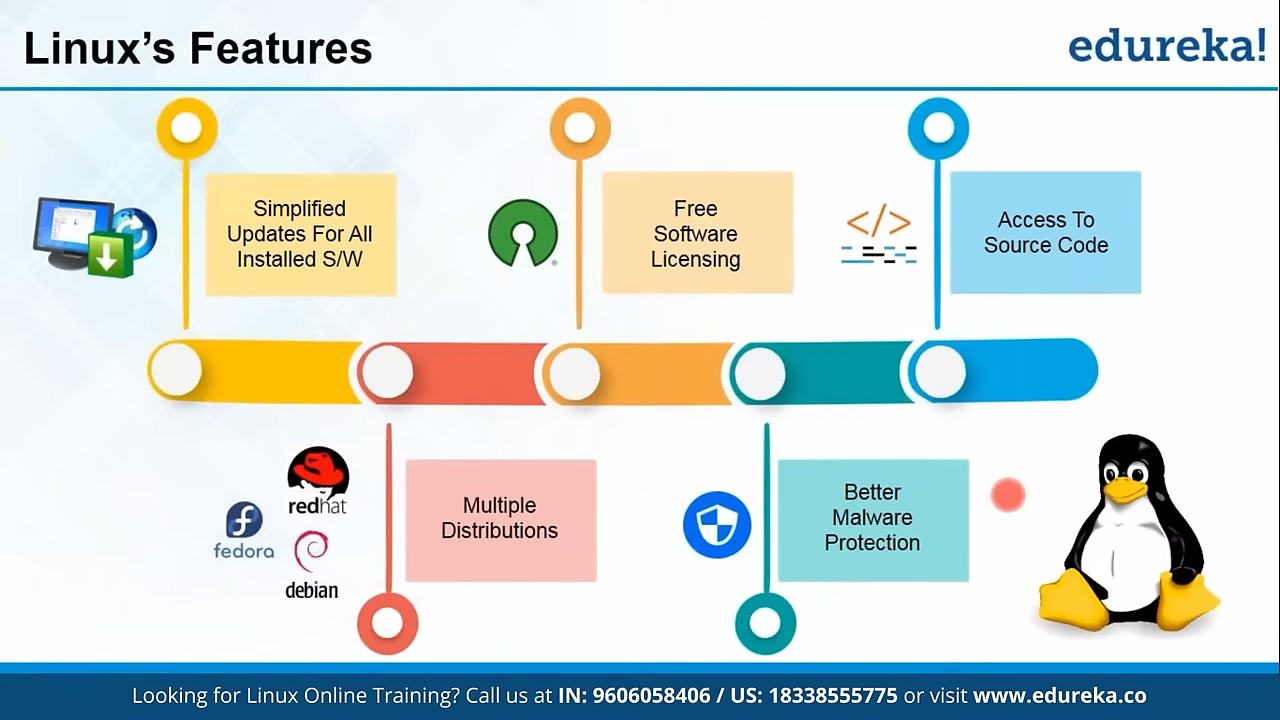 Linux's Features
edureka!
Simplified
Updates For All
Installed S/W
Free
Software
Licensing
</>
Access To
Source Code
redhat
fedora
debian
Multiple
Distributions
Better
Malware
Protection
Looking for Linux Online Training? Call us at IN: 9606058406 / US: 18338555775 or visit www.edureka.co